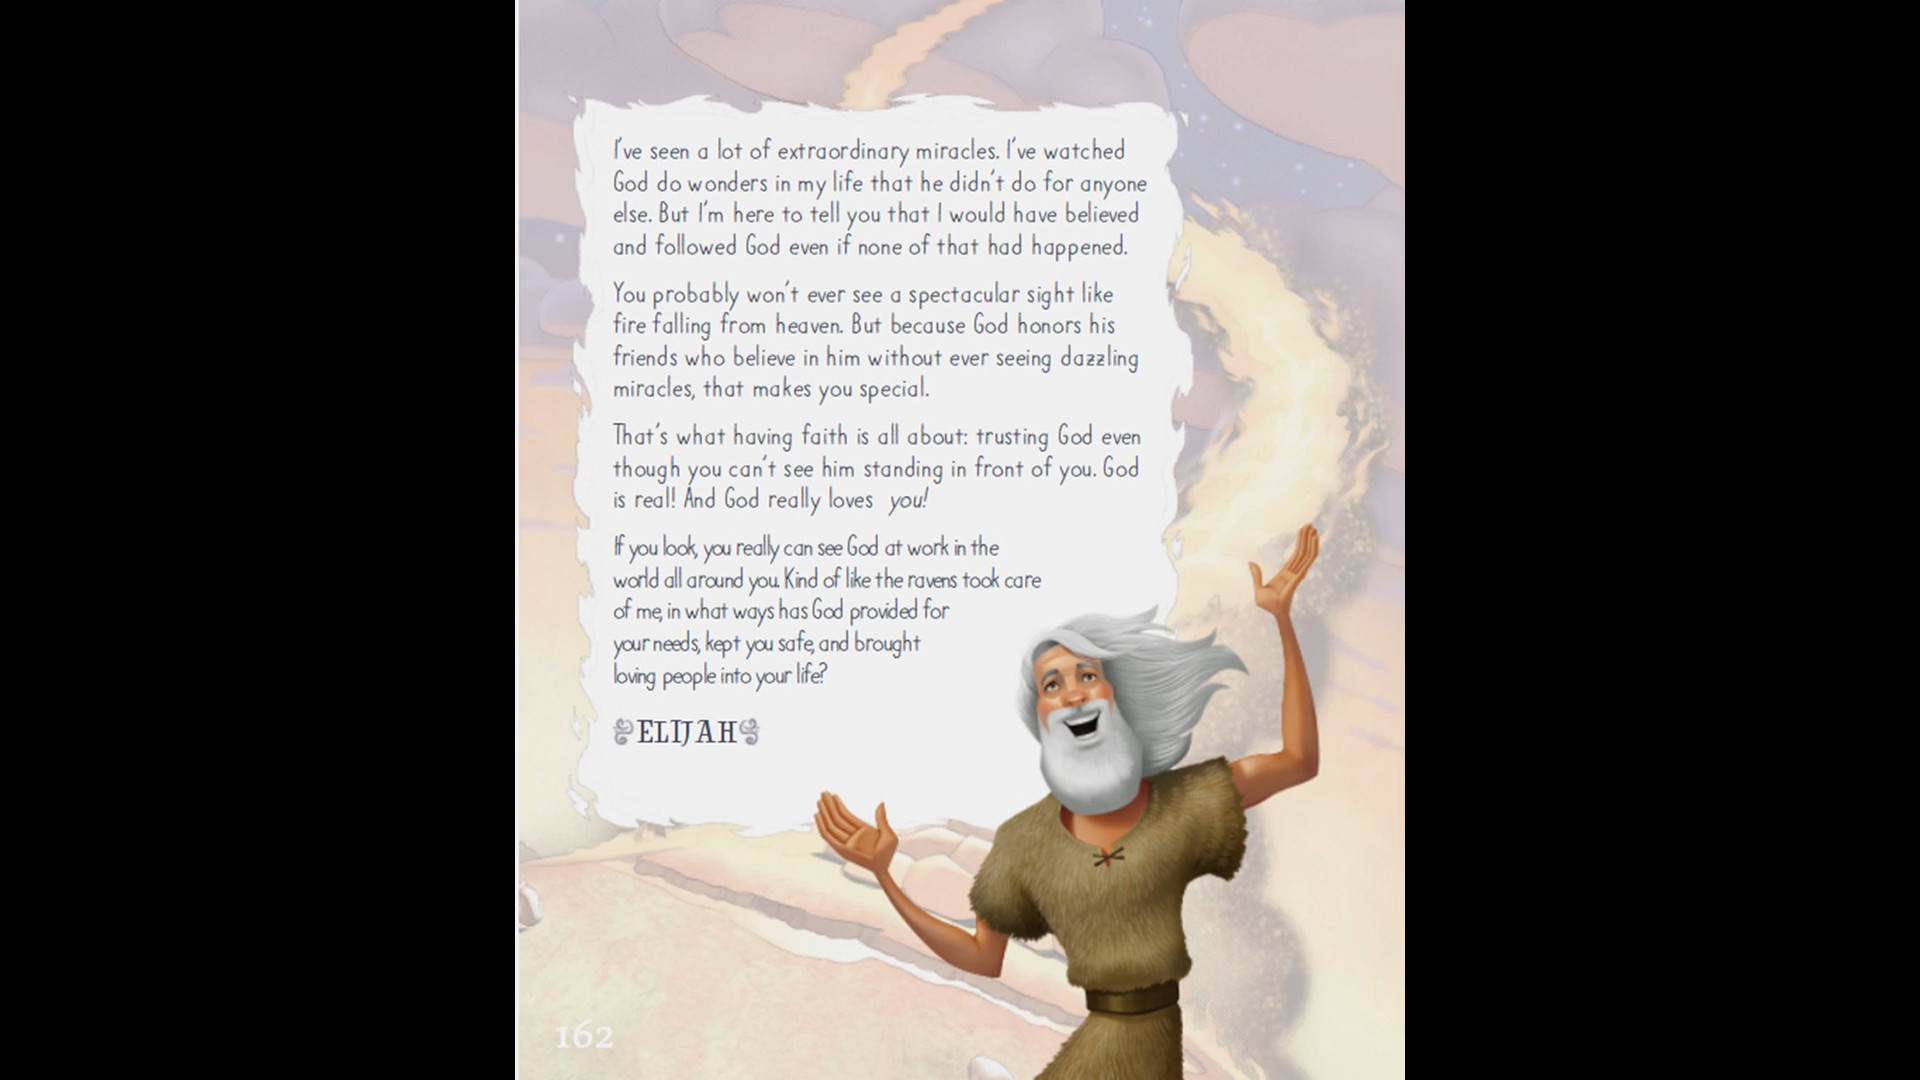 I've seen a lot of extraordinary miracles. I've watched
God do wonders in my life that he didn't do for anyone
else. But I'm here to tell you that I would have believed
and followed God even if none of that had happened.
You probably won't ever see a spectacular sight like
fire falling from heaven. But because God honors his
friends who believe in him without ever seeing dazzling
miracles, that makes you special.
That's what having faith is all about: trusting God even
though you can't see him standing in front of you. God
is real! And God really loves you!
If you look, you really can see God at work in the
world all around you. Kind of like the ravens took care
of me, in what ways has God provided for
your needs, kept you safe, and brought
loving people into your life?
ELIJAH
162